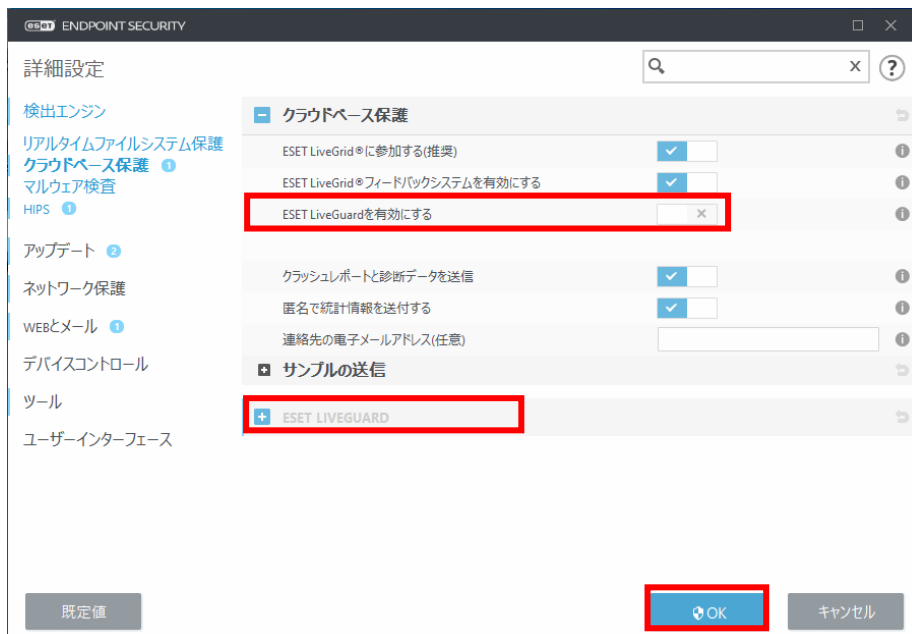 eset ENDPOINT SECURITY
詳細設定
検出エンジン
リアルタイムファイルシステム保護
クラウドベース保護 1
マルウェア検査
HIPS 1
アップデート 2
ネットワーク保護
WEBとメール 1
デバイスコントロール
ツール
ユーザーインターフェース
クラウドベース保護
ESET LiveGrid®に参加する(推奨)
ESET LiveGrid®フィードバックシステムを有効にする
ESET LiveGuardを有効にする
クラッシュレポートと診断データを送信
匿名で統計情報を送付する
連絡先の電子メールアドレス(任意)
サンプルの送信
ESET LIVEGUARD
既定値
OK
キャンセル